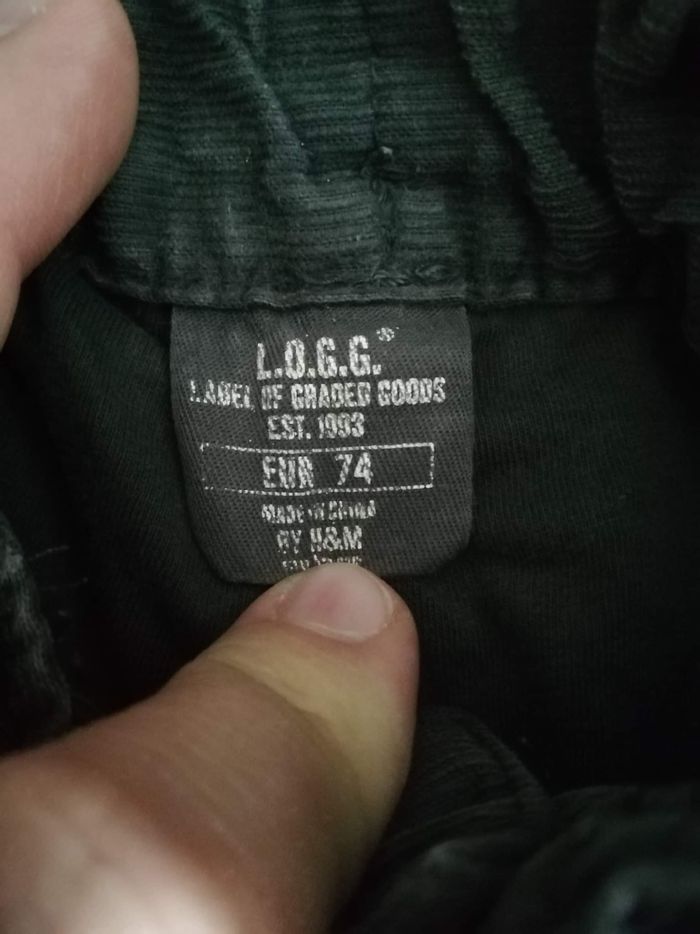 L.O.G.G.®
LABEL OF GRADED GOODS
EST. 1993
EUR 74
MADE IN CHINA
BY H&M